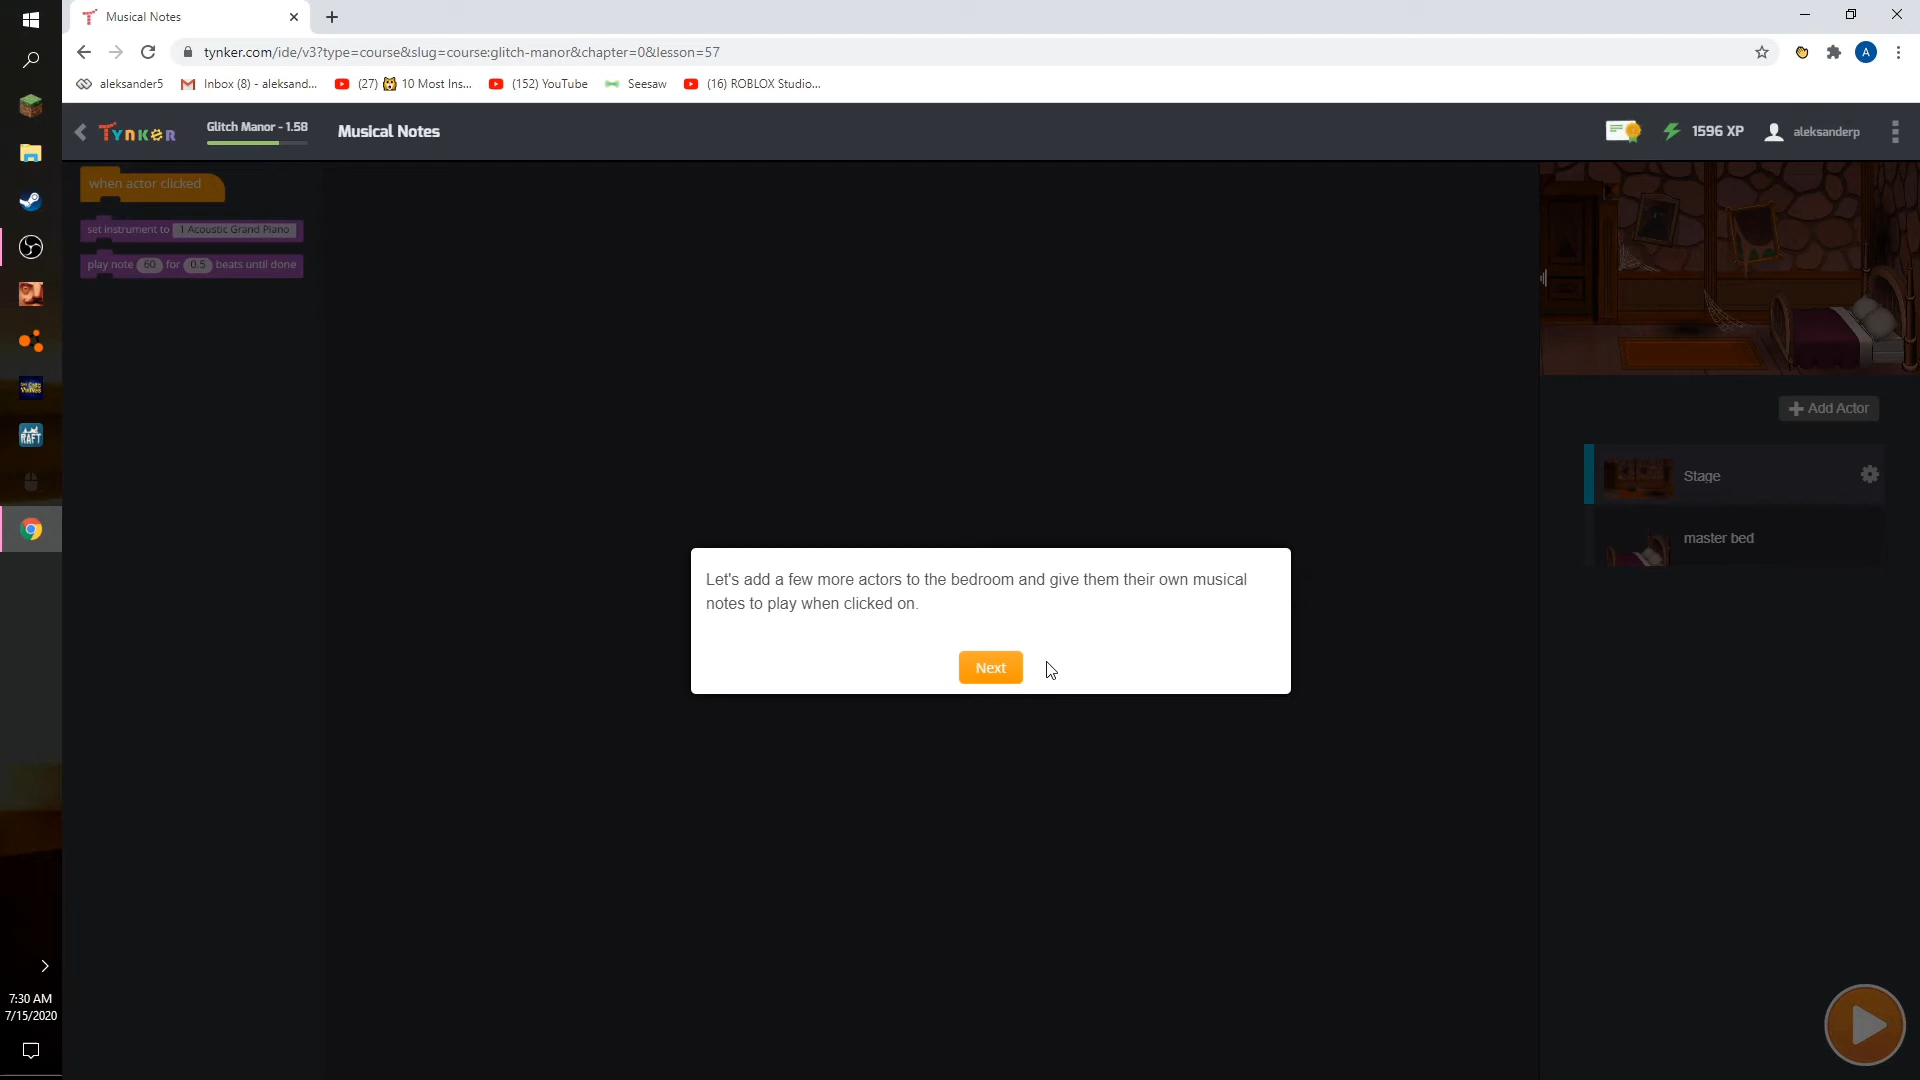 Musical Notes
tynker.com/ide/v3?type=course&slug=course:glitch-manor&chapter=0&lesson=57
A
aleksander5
Inbox (8) - aleksand...
(27) 10 Most Ins...
(152) YouTube
Seesaw
(16) ROBLOX Studio...
TYNKER
Glitch Manor - 1.58
Musical Notes
1596 XP
aleksanderp
when actor clicked
set instrument to 1 Acoustic Grand Piano
play note 60 for 0.5 beats until done
Add Actor
Stage
master bed
Let's add a few more actors to the bedroom and give them their own musical
notes to play when clicked on.
Next
RAFT
7:30 AM
7/15/2020